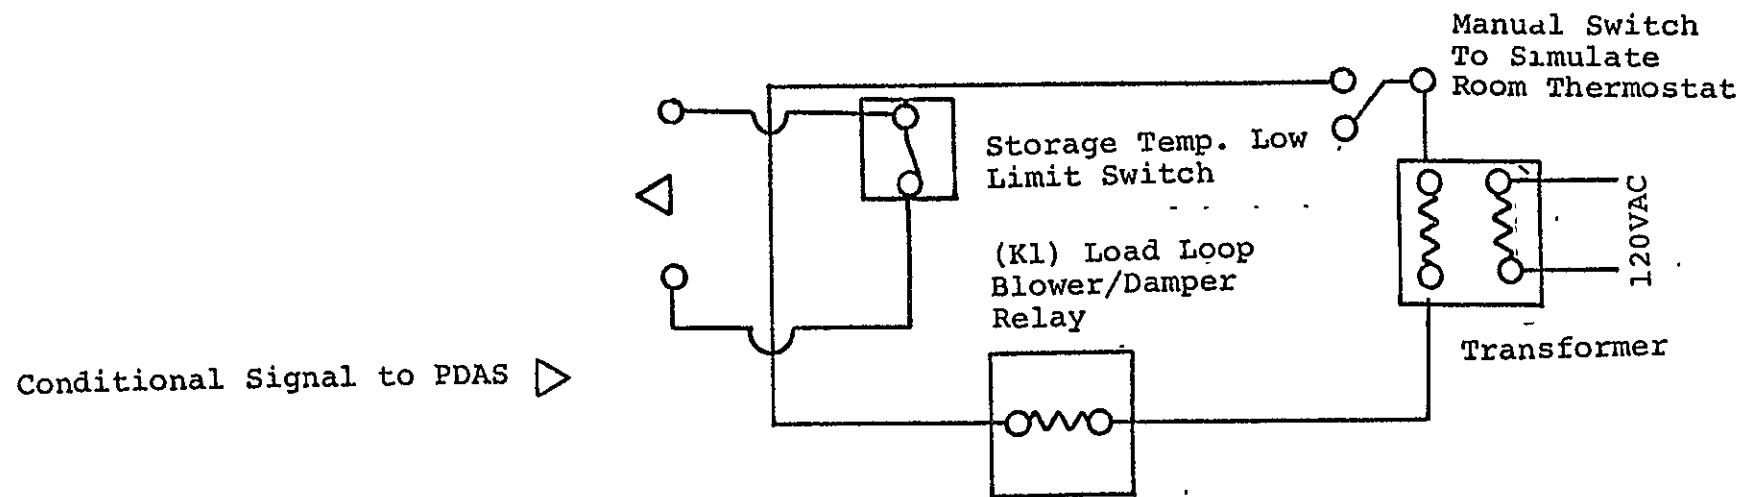 Manual Switch
To Simulate
Room Thermostat
Storage Temp. Low
Limit Switch
120VAC
(K1) Load Loop
Blower/Damper
Relay
Transformer
Conditional Signal to PDAS